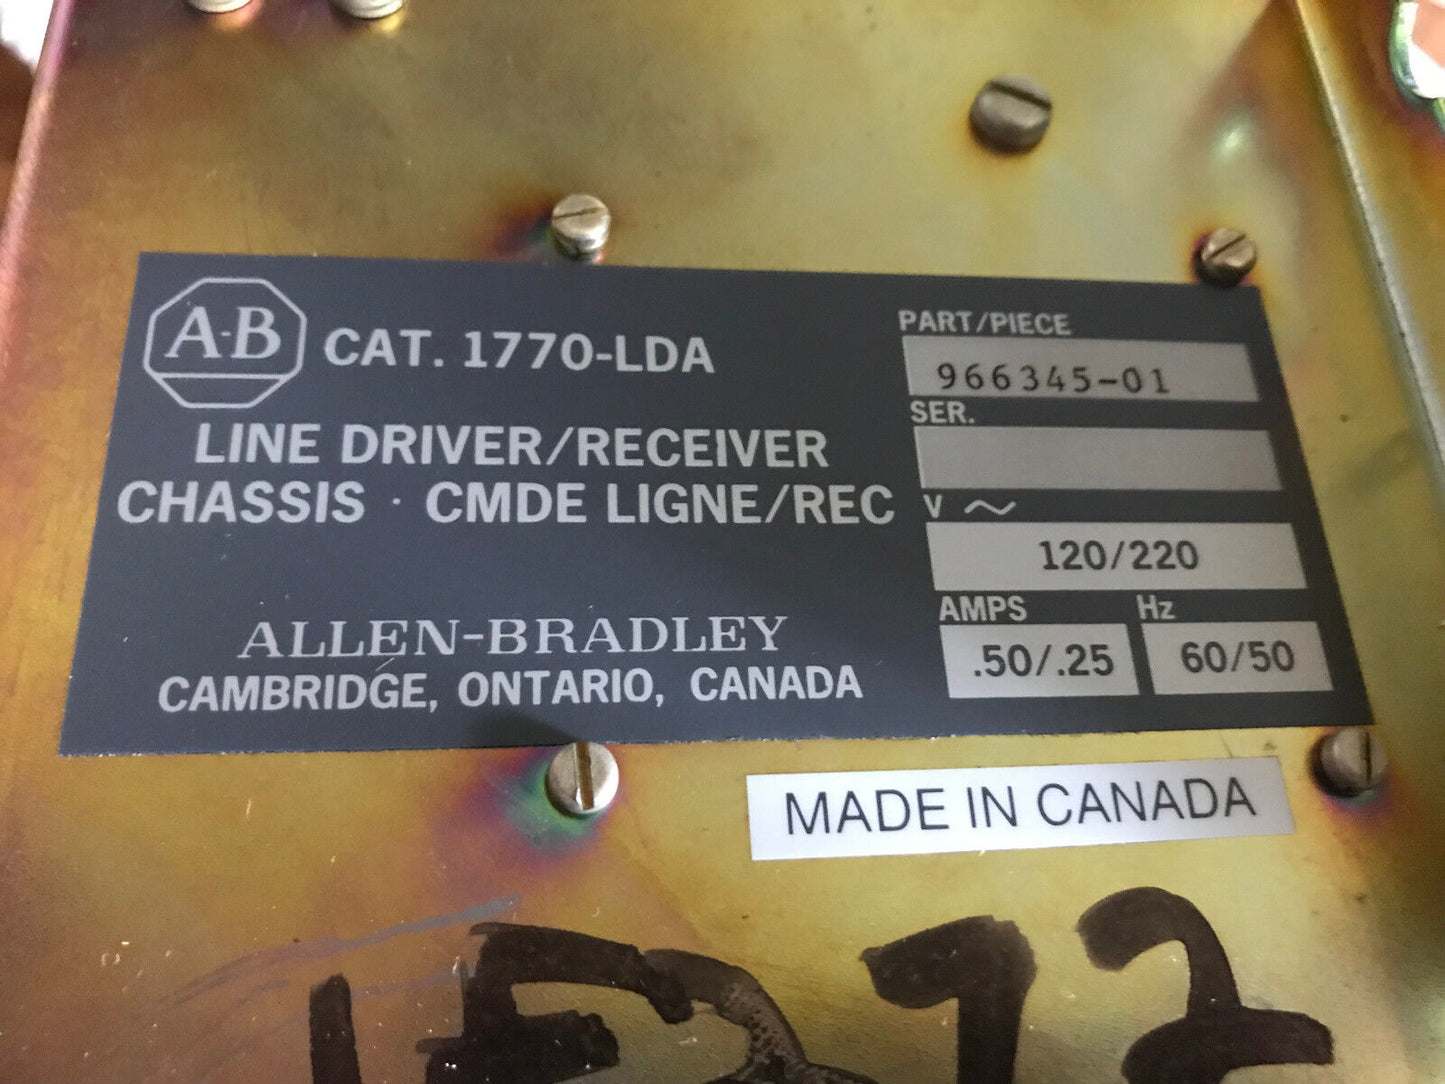 A-B CAT. 1770-LDA
LINE DRIVER/RECEIVER
CHASSIS · CMDE LIGNE/REC
ALLEN-BRADLEY
CAMBRIDGE, ONTARIO, CANADA
PART/PIECE
966345-01
SER.
V ~
120/220
AMPS Hz
.50/.25 60/50
MADE IN CANADA